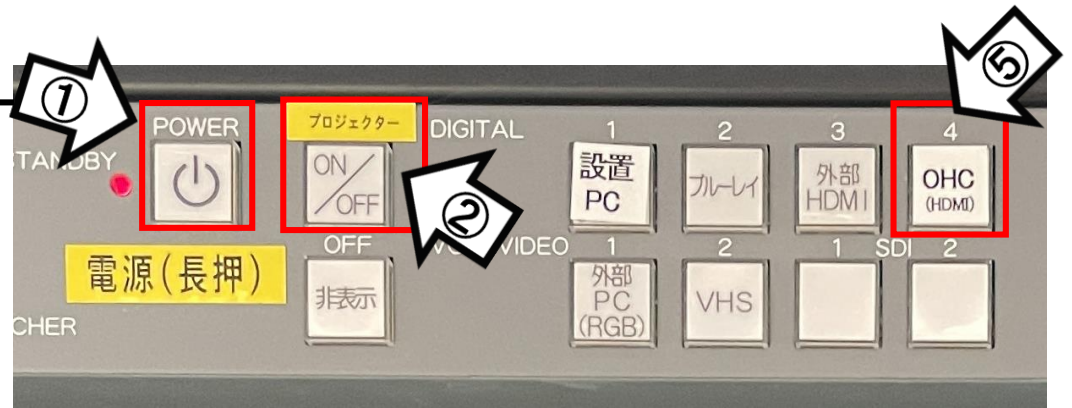 ①
②
⑤
POWER
プロジェクター
DIGITAL
1
2
3
4
STANDBY
ON/OFF
設置
PC
ブルーレイ
外部
HDMI
OHC
(HDMI)
OFF
VIDEO
1
2
1
SDI
2
電源(長押)
非表示
外部
PC
(RGB)
VHS
CHER